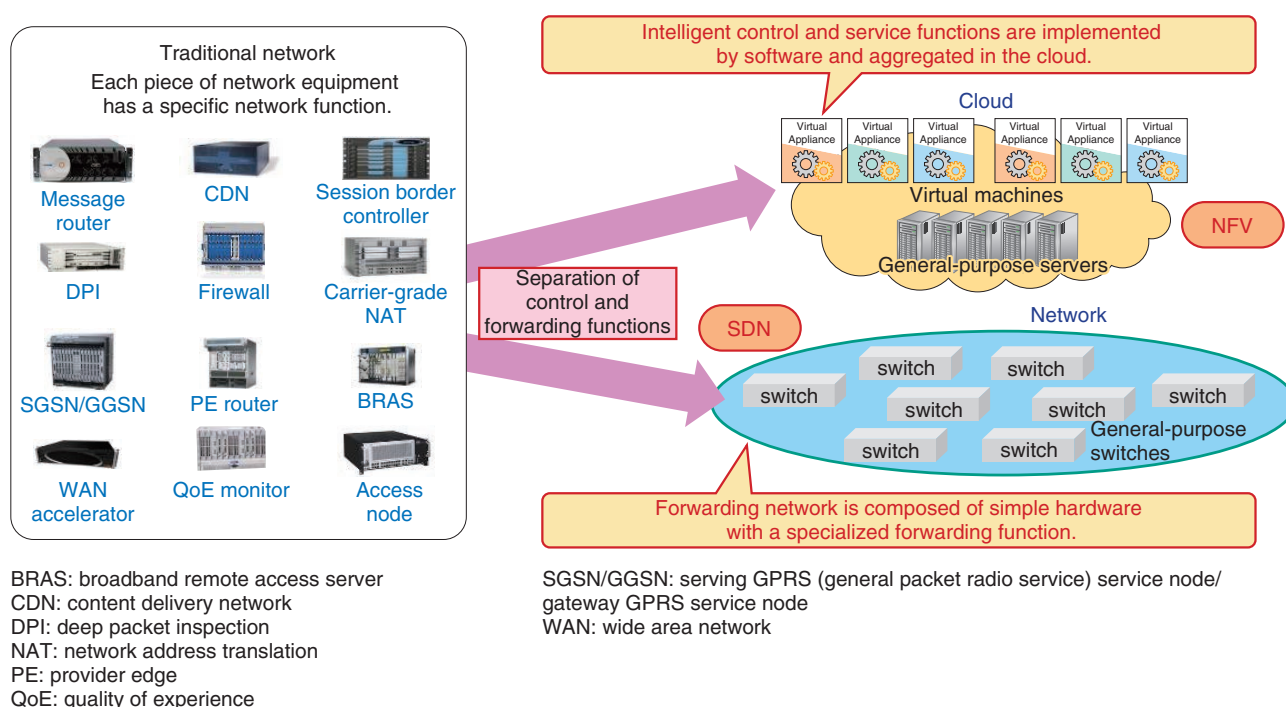 Traditional network
Each piece of network equipment
has a specific network function.
Message
router
CDN
Session border
controller
DPI
Firewall
Carrier-grade
NAT
SGSN/GGSN
PE router
BRAS
WAN
accelerator
QoE monitor
Access
node
Separation of
control and
forwarding functions
Intelligent control and service functions are implemented
by software and aggregated in the cloud.
Cloud
Virtual
Appliance
Virtual
Appliance
Virtual
Appliance
Virtual
Appliance
Virtual
Appliance
Virtual
Appliance
Virtual machines
NFV
General-purpose servers
SDN
Network
switch
switch
switch
switch
switch
switch
switch
switch
General-purpose
switches
Forwarding network is composed of simple hardware
with a specialized forwarding function.
BRAS: broadband remote access server
CDN: content delivery network
DPI: deep packet inspection
NAT: network address translation
PE: provider edge
QoE: quality of experience
SGSN/GGSN: serving GPRS (general packet radio service) service node/
gateway GPRS service node
WAN: wide area network